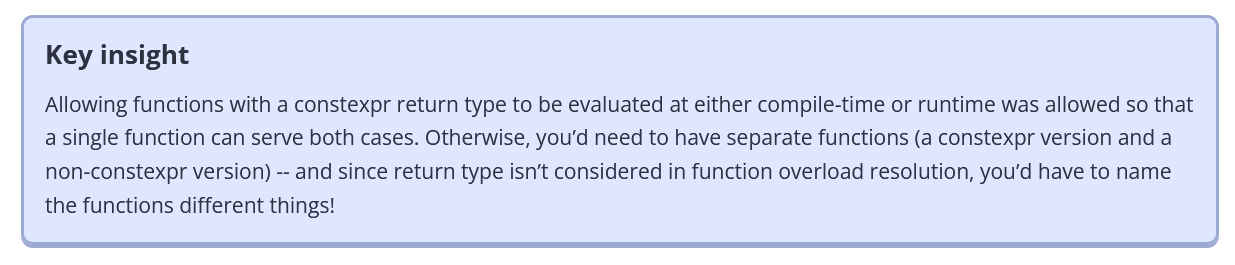 Key insight
Allowing functions with a constexpr return type to be evaluated at either compile-time or runtime was allowed so that
a single function can serve both cases. Otherwise, you’d need to have separate functions (a constexpr version and a
non-constexpr version) -- and since return type isn’t considered in function overload resolution, you’d have to name
the functions different things!